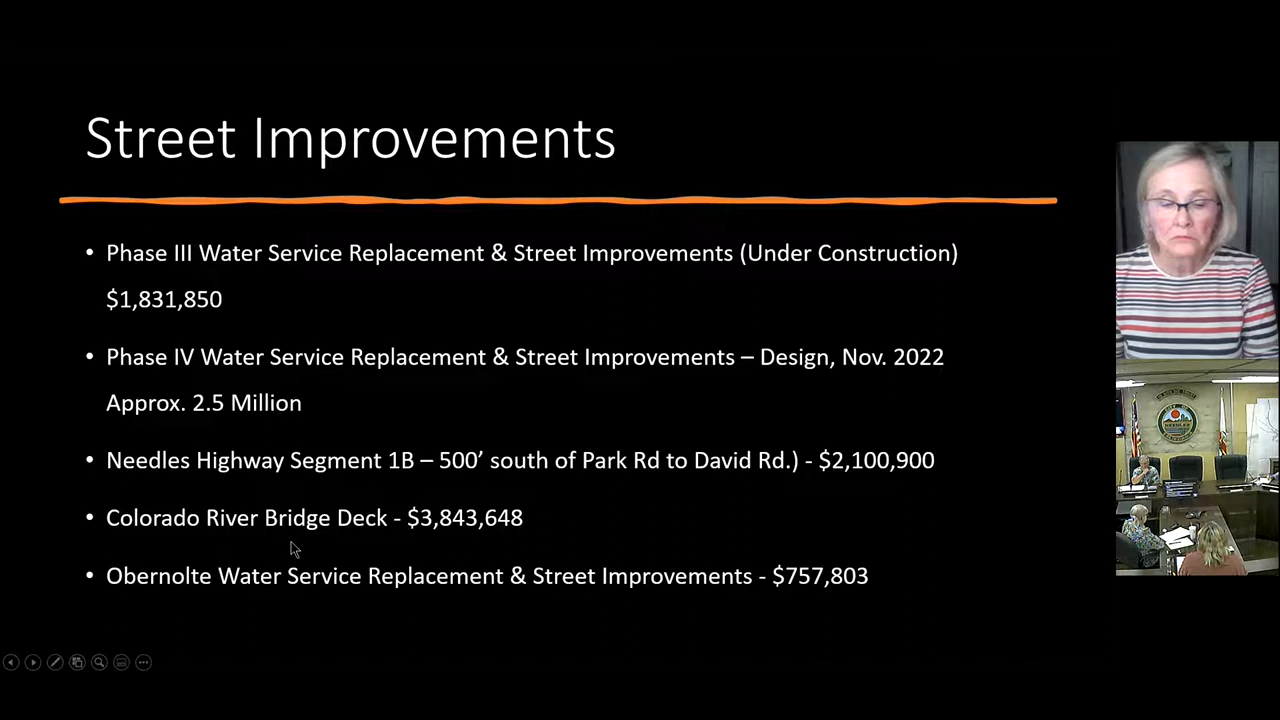 Street Improvements
• Phase III Water Service Replacement & Street Improvements (Under Construction)
$1,831,850
• Phase IV Water Service Replacement & Street Improvements – Design, Nov. 2022
Approx. 2.5 Million
• Needles Highway Segment 1B – 500’ south of Park Rd to David Rd.) - $2,100,900
• Colorado River Bridge Deck - $3,843,648
• Obernolte Water Service Replacement & Street Improvements - $757,803
NEEDLES